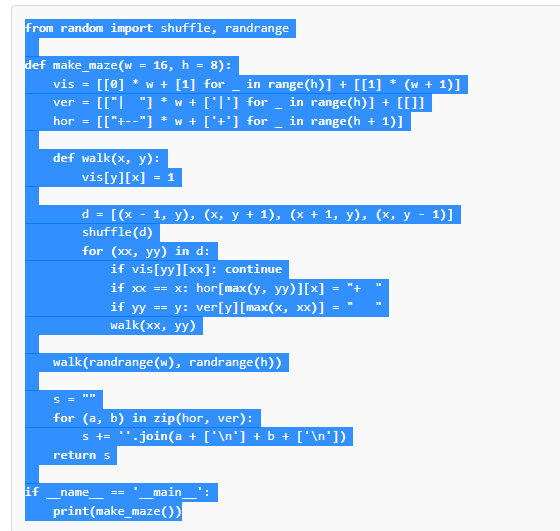 from random import shuffle, randrange

def make_maze(w = 16, h = 8):
    vis = [[0] * w + [1] for _ in range(h)] + [[1] * (w + 1)]
    ver = [["|  "] * w + ['|'] for _ in range(h)] + [[]]
    hor = [["+--"] * w + ['+'] for _ in range(h + 1)]

    def walk(x, y):
        vis[y][x] = 1

        d = [(x - 1, y), (x, y + 1), (x + 1, y), (x, y - 1)]
        shuffle(d)
        for (xx, yy) in d:
            if vis[yy][xx]: continue
            if xx == x: hor[max(y, yy)][x] = "+  "
            if yy == y: ver[y][max(x, xx)] = "   "
            walk(xx, yy)

    walk(randrange(w), randrange(h))

    s = ""
    for (a, b) in zip(hor, ver):
        s += ''.join(a + ['\n'] + b + ['\n'])
    return s

if __name__ == '__main__':
    print(make_maze())